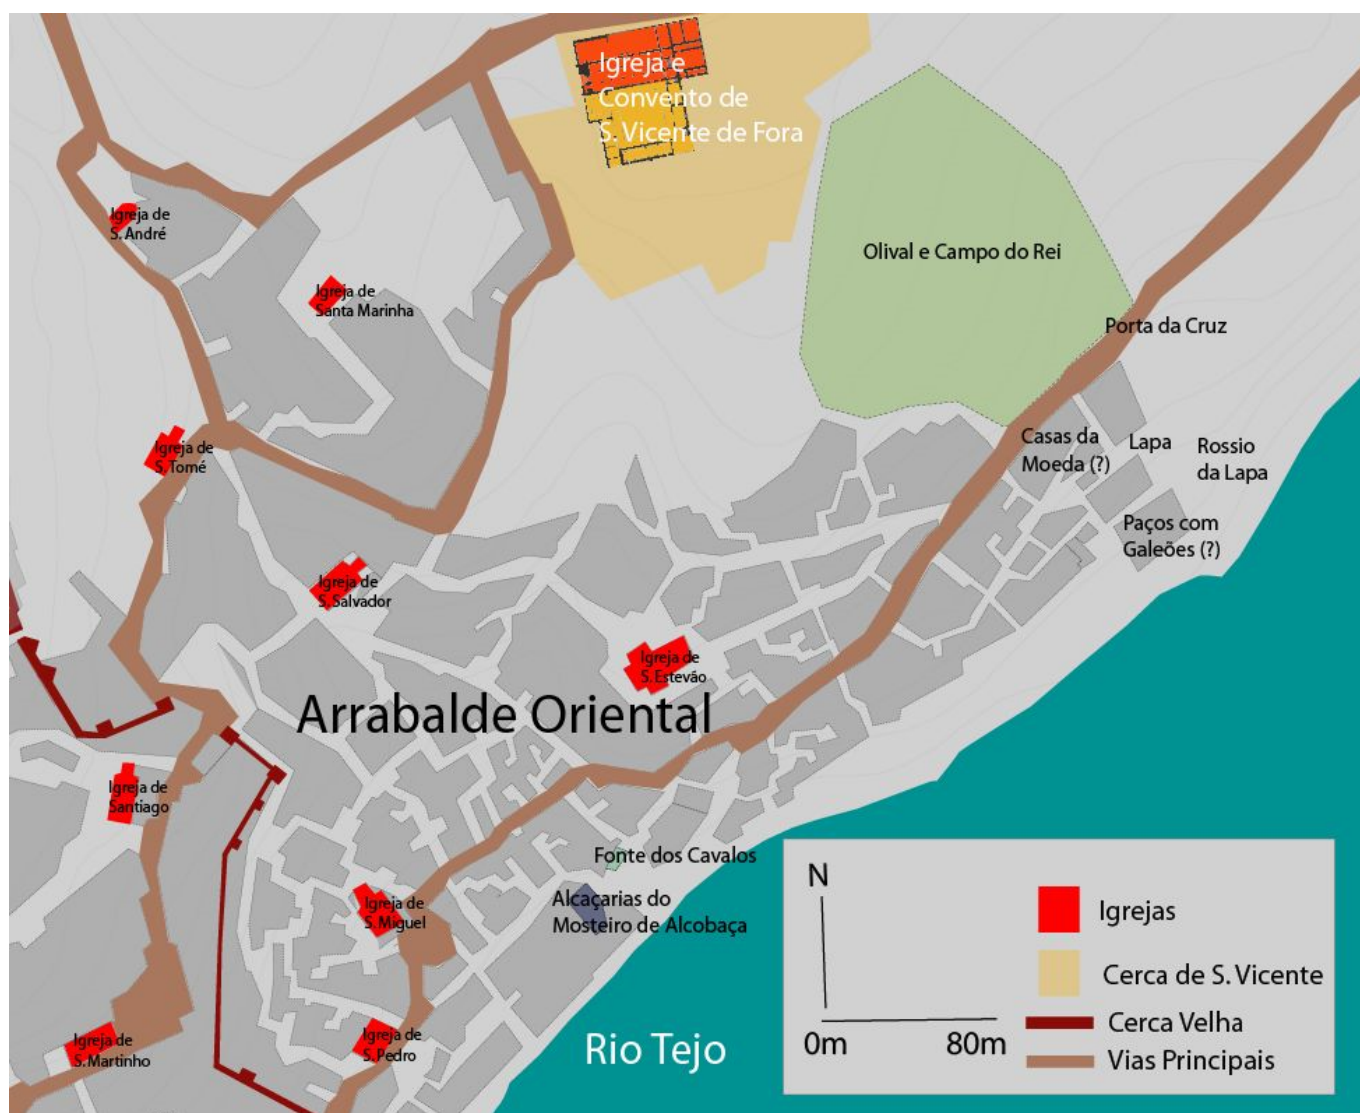 Igreja e
Convento de
S. Vicente de Fora
Igreja de
S. André
Olival e Campo do Rei
Igreja de
Santa Marinha
Porta da Cruz
Igreja de
S. Tomé
Casas da
Moeda (?)
Lapa
Rossio
da Lapa
Paços com
Galeões (?)
Igreja de
S. Salvador
Igreja de
S. Estevão
Arrabalde Oriental
Igreja de
Santiago
Fonte dos Cavalos
Alcaçarias do
Mosteiro de Alcobaça
Igreja de
S. Miguel
Igreja de
S. Martinho
Igreja de
S. Pedro
Rio Tejo
N
0m
80m
Igrejas
Cerca de S. Vicente
Cerca Velha
Vias Principais